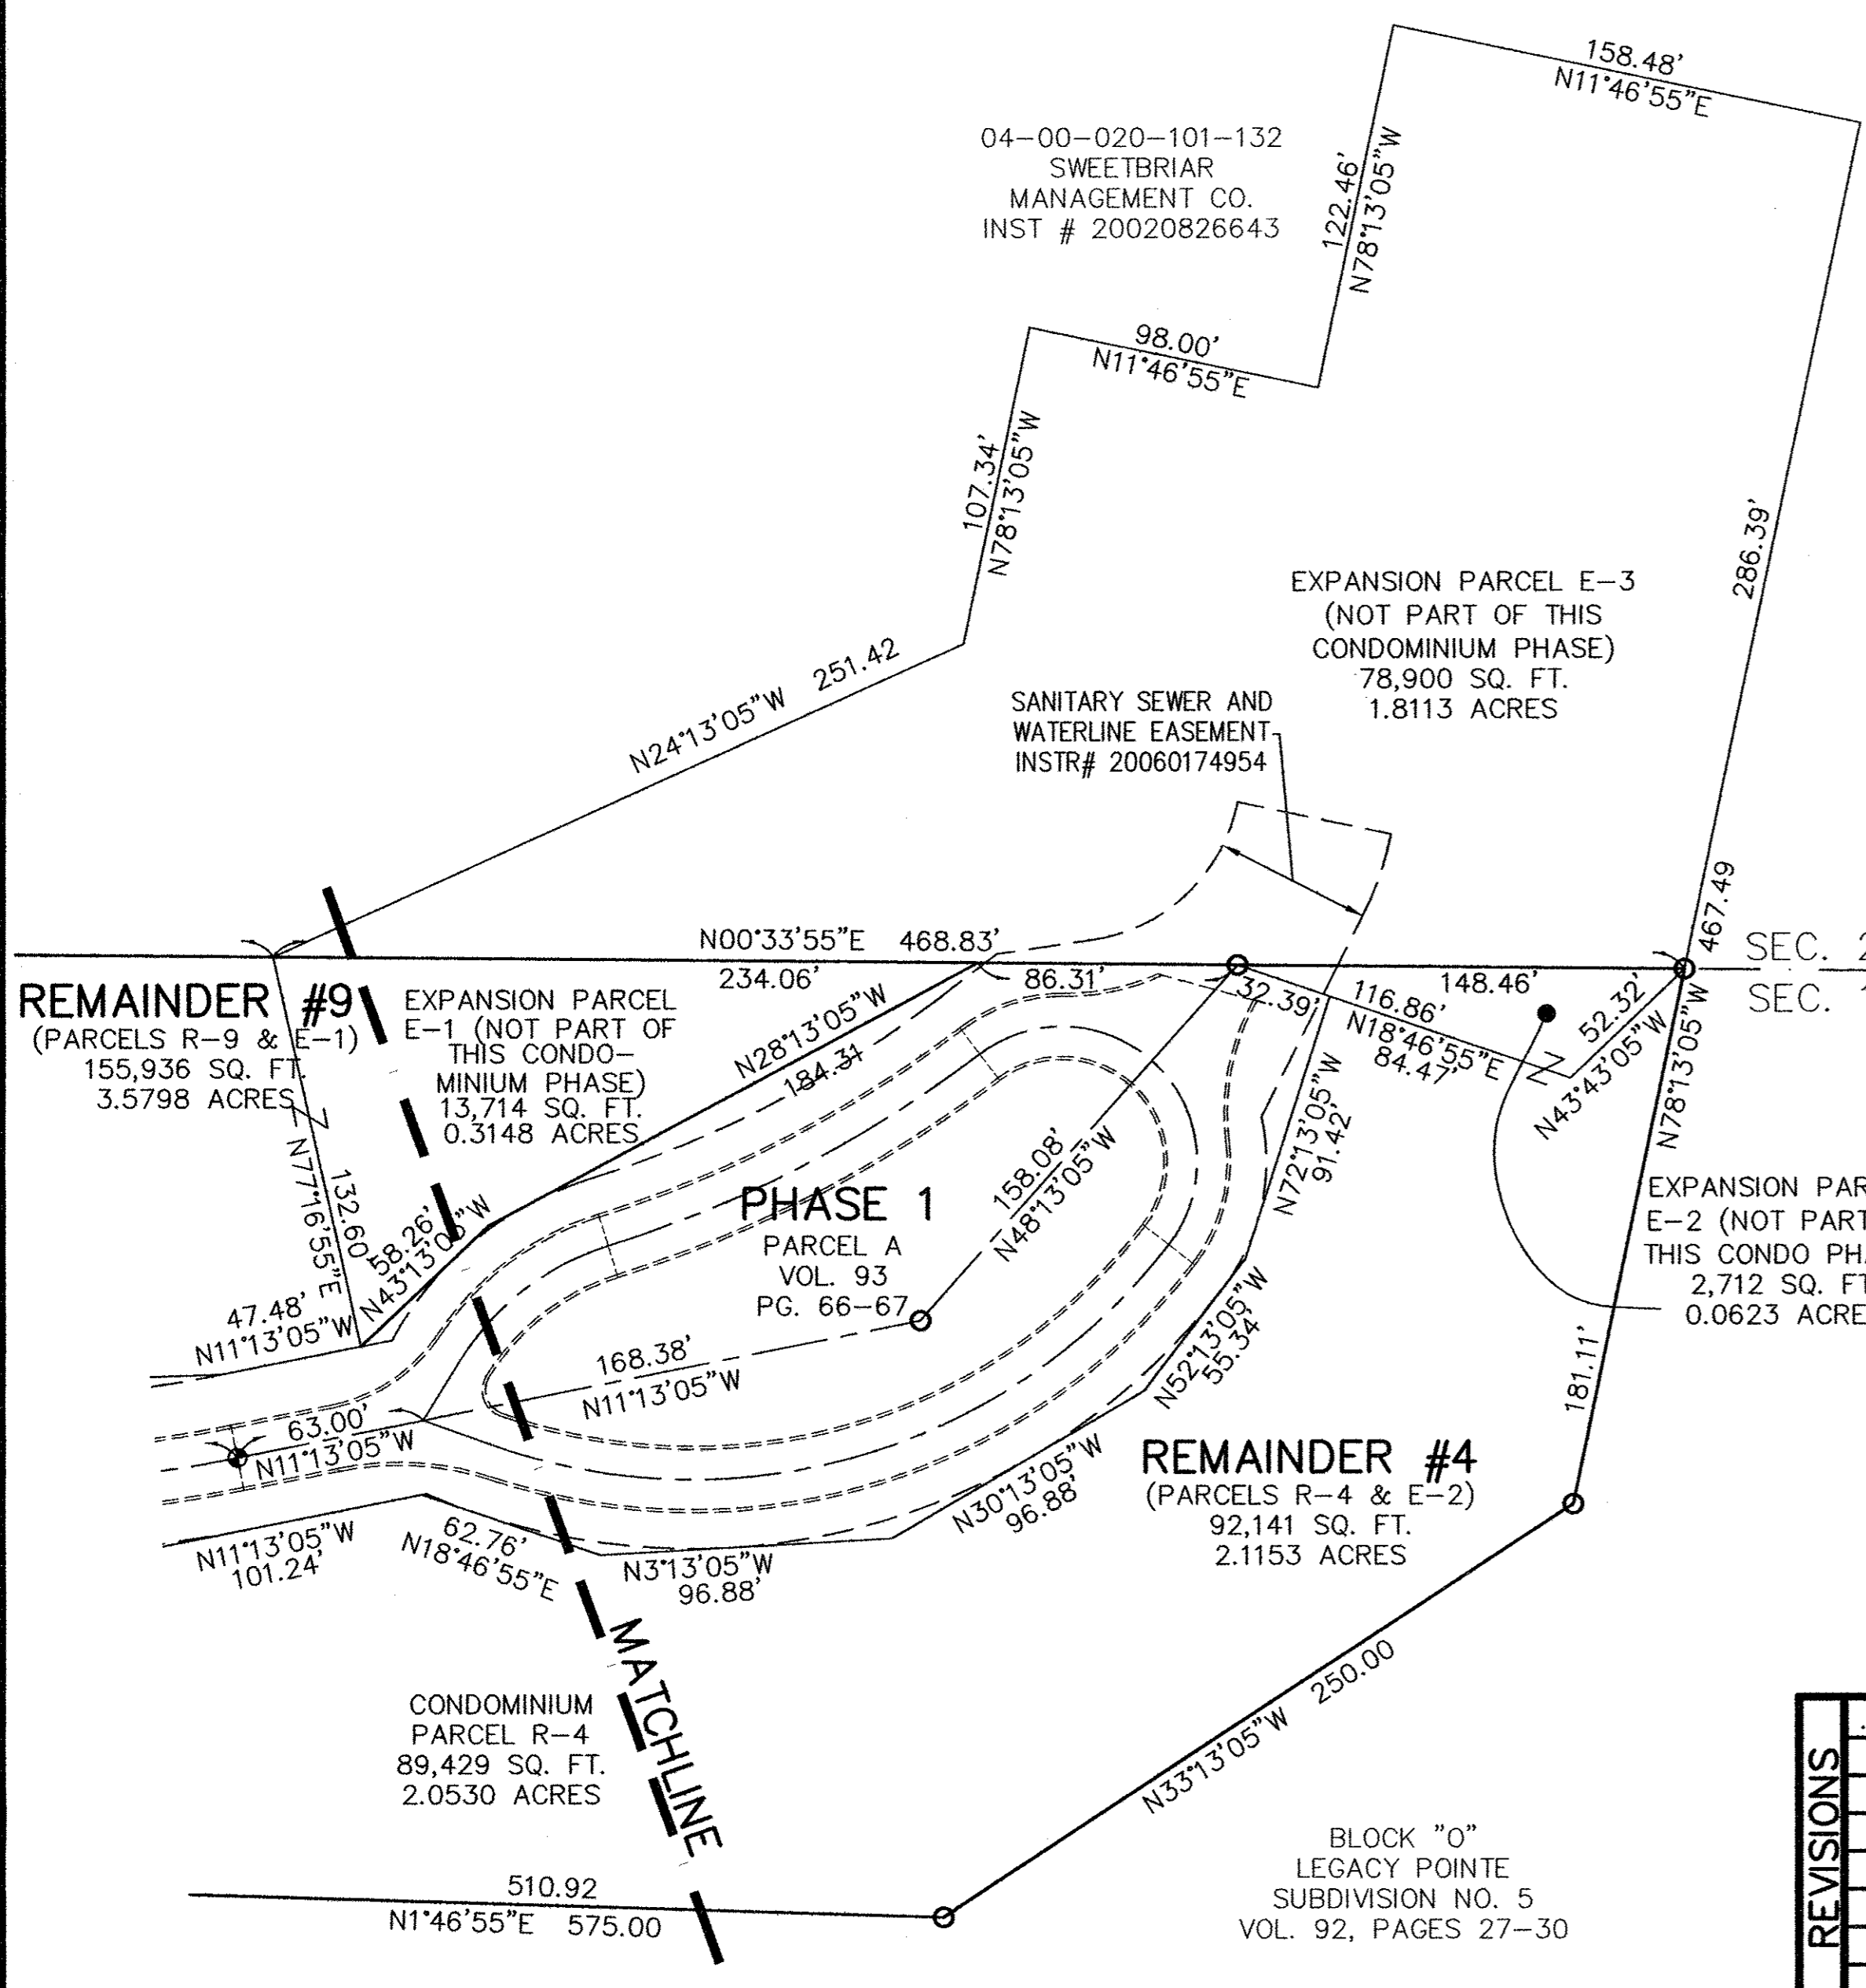 158.48'
N11°46'55"E
04-00-020-101-132
SWEETBRIAR
MANAGEMENT CO.
INST # 20020826643
122.46'
N78°13'05"W
98.00'
N11°46'55"E
107.34'
N78°13'05"W
286.39'
EXPANSION PARCEL E-3
(NOT PART OF THIS
CONDOMINIUM PHASE)
78,900 SQ. FT.
1.8113 ACRES
N24°13'05"W 251.42
SANITARY SEWER AND
WATERLINE EASEMENT
INSTR# 20060174954
467.49
N00°33'55"E 468.83'
234.06'
86.31'
148.46'
SEC.
SEC.
REMAINDER #9
(PARCELS R-9 & E-1)
155,936 SQ. FT.
3.5798 ACRES
EXPANSION PARCEL
E-1 (NOT PART OF
THIS CONDO-
MINIUM PHASE)
13,714 SQ. FT.
0.3148 ACRES
N28°13'05"W
184.31
32.39'
116.86'
N18°46'55"E
84.47'
52.32'
N43°43'05"W
N78°13'05"W
N72°13'05"W
91.42'
132.60'
N77°16'55"E
58.26'
N43°13'05"W
47.48'
N11°13'05"W
PHASE 1
PARCEL A
VOL. 93
PG. 66-67
158.08'
N48°13'05"W
EXPANSION
E-2 (NOT PART
THIS CONDO
2,712 SQ.
0.0623
181.11'
168.38'
N11°13'05"W
63.00'
N11°13'05"W
N52°13'05"W
55.34'
N30°13'05"W
96.88'
REMAINDER #4
(PARCELS R-4 & E-2)
92,141 SQ. FT.
2.1153 ACRES
N11°13'05"W
101.24'
62.76'
N18°46'55"E
N3°13'05"W
96.88'
MATCHLINE
CONDOMINIUM
PARCEL R-4
89,429 SQ. FT.
2.0530 ACRES
N33°13'05"W 250.00
510.92
N1°46'55"E 575.00
BLOCK "O"
LEGACY POINTE
SUBDIVISION NO. 5
VOL. 92, PAGES 27-30
REVISIONS